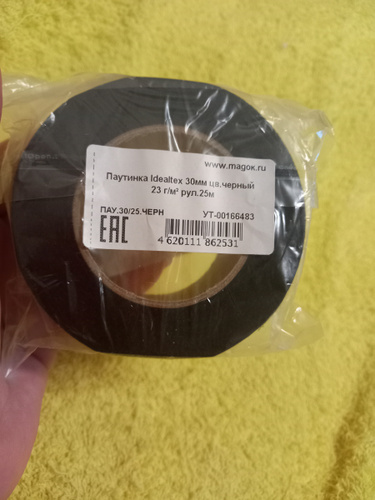 www.magok.ru
Паутинка Idealtex 30мм цв.черный
23 г/м² рул.25м
ПАУ.30/25.ЧЕРН УТ-00166483
EAC
4 620111 862531